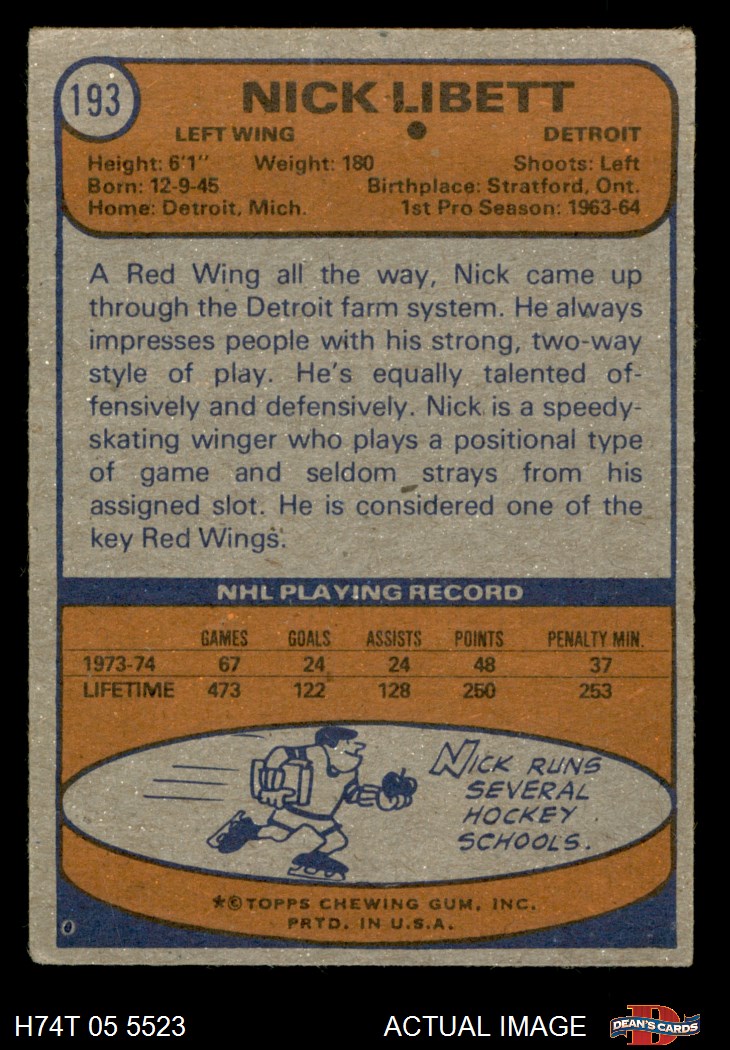 193
NICK LIBETT
LEFT WING DETROIT
Height: 6'1" Weight: 180 Shoots: Left
Born: 12-9-45 Birthplace: Stratford, Ont.
Home: Detroit, Mich. 1st Pro Season: 1963-64
A Red Wing all the way, Nick came up
through the Detroit farm system. He always
impresses people with his strong, two-way
style of play. He's equally talented of-
fensively and defensively. Nick is a speedy-
skating winger who plays a positional type
of game and seldom strays from his
assigned slot. He is considered one of the
key Red Wings.
NHL PLAYING RECORD
GAMES GOALS ASSISTS POINTS PENALTY MIN.
1973-74 67 24 24 48 37
LIFETIME 473 122 128 250 253
NICK RUNS
SEVERAL
HOCKEY
SCHOOLS.
*©TOPPS CHEWING GUM, INC.
PRTD. IN U.S.A.
H74T 05 5523 ACTUAL IMAGE
DEAN'S CARDS